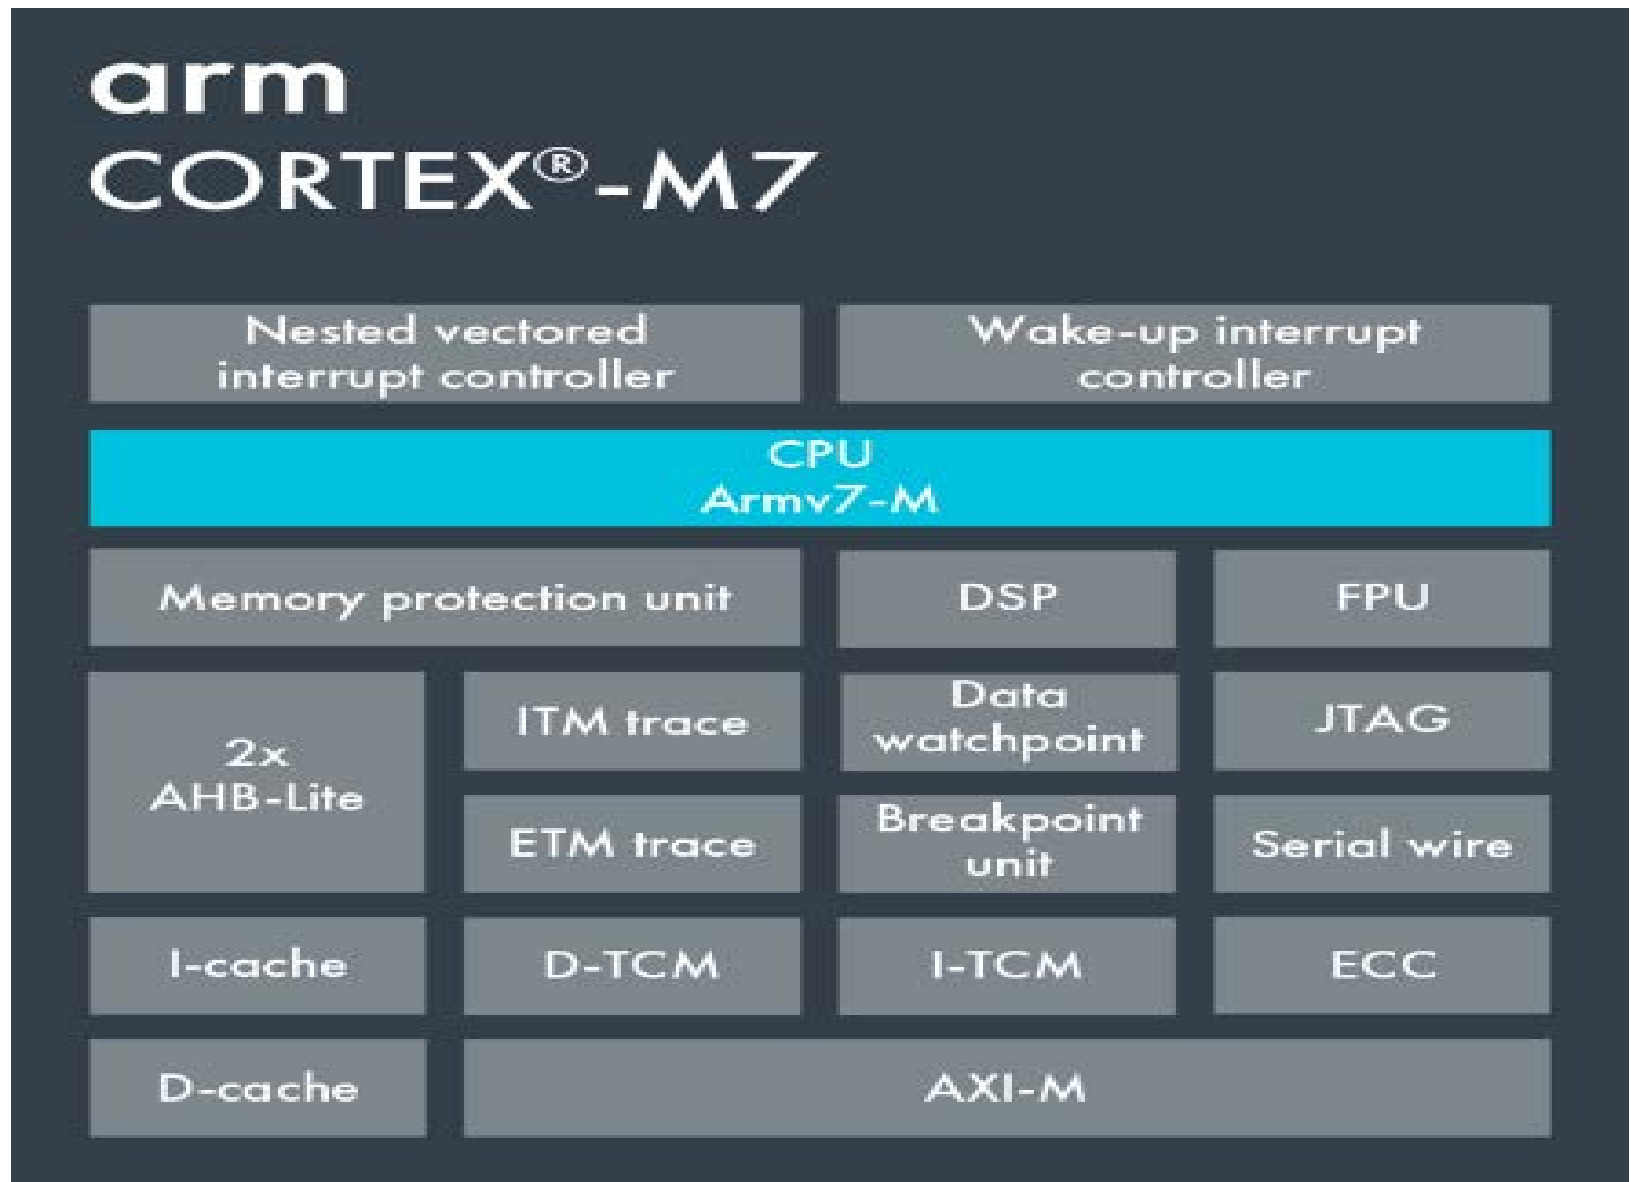 arm
CORTEX®-M7
Nested vectored
interrupt controller
Wake-up interrupt
controller
CPU
Armv7-M
Memory protection unit
DSP
FPU
2x
AHB-Lite
ITM trace
Data
watchpoint
JTAG
ETM trace
Breakpoint
unit
Serial wire
I-cache
D-TCM
I-TCM
ECC
D-cache
AXI-M